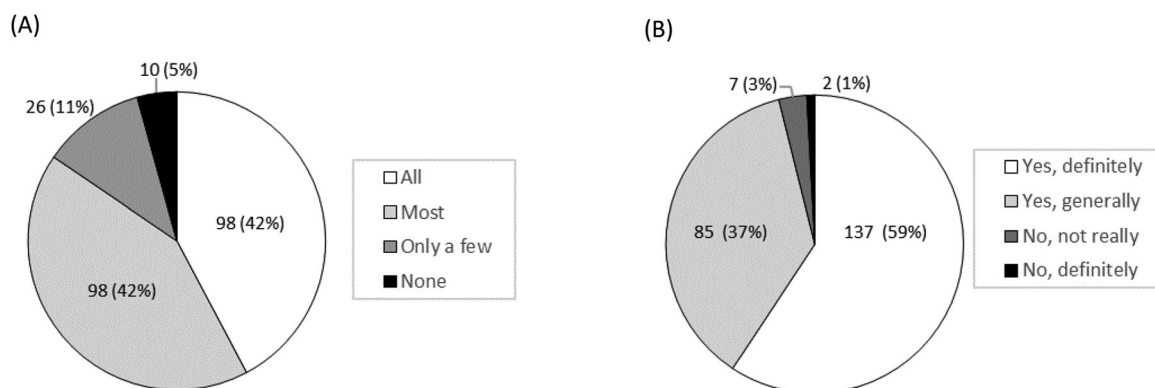 (A)
10 (5%)
26 (11%)
98 (42%)
98 (42%)
All
Most
Only a few
None
(B)
7 (3%)
2 (1%)
85 (37%)
137 (59%)
Yes, definitely
Yes, generally
No, not really
No, definitely